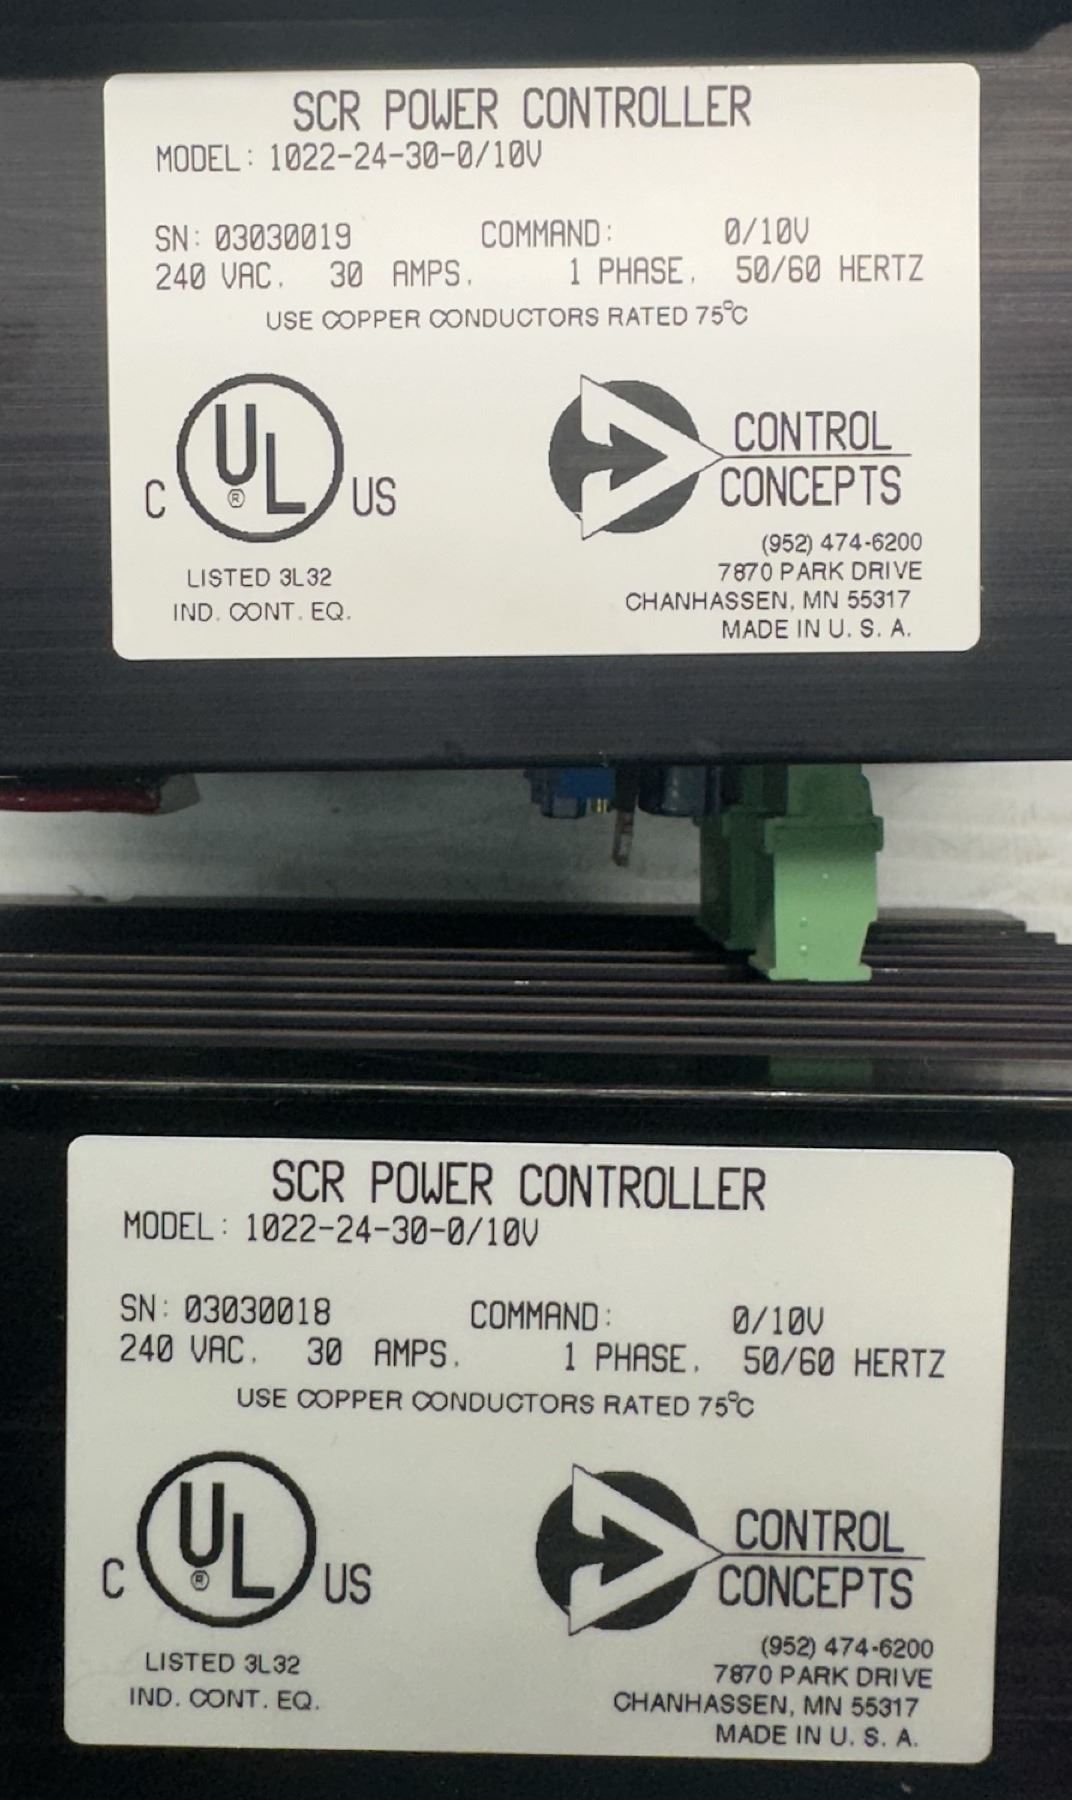 SCR POWER CONTROLLER
MODEL: 1022-24-30-0/10V
SN: 03030019 COMMAND: 0/10V
240 VAC, 30 AMPS, 1 PHASE, 50/60 HERTZ
USE COPPER CONDUCTORS RATED 75°C
C UL ® US
LISTED 3L32
IND. CONT. EQ.
CONTROL
CONCEPTS
(952) 474-6200
7870 PARK DRIVE
CHANHASSEN, MN 55317
MADE IN U. S. A.
SCR POWER CONTROLLER
MODEL: 1022-24-30-0/10V
SN: 03030018 COMMAND: 0/10V
240 VAC, 30 AMPS, 1 PHASE, 50/60 HERTZ
USE COPPER CONDUCTORS RATED 75°C
C UL ® US
LISTED 3L32
IND. CONT. EQ.
CONTROL
CONCEPTS
(952) 474-6200
7870 PARK DRIVE
CHANHASSEN, MN 55317
MADE IN U. S. A.